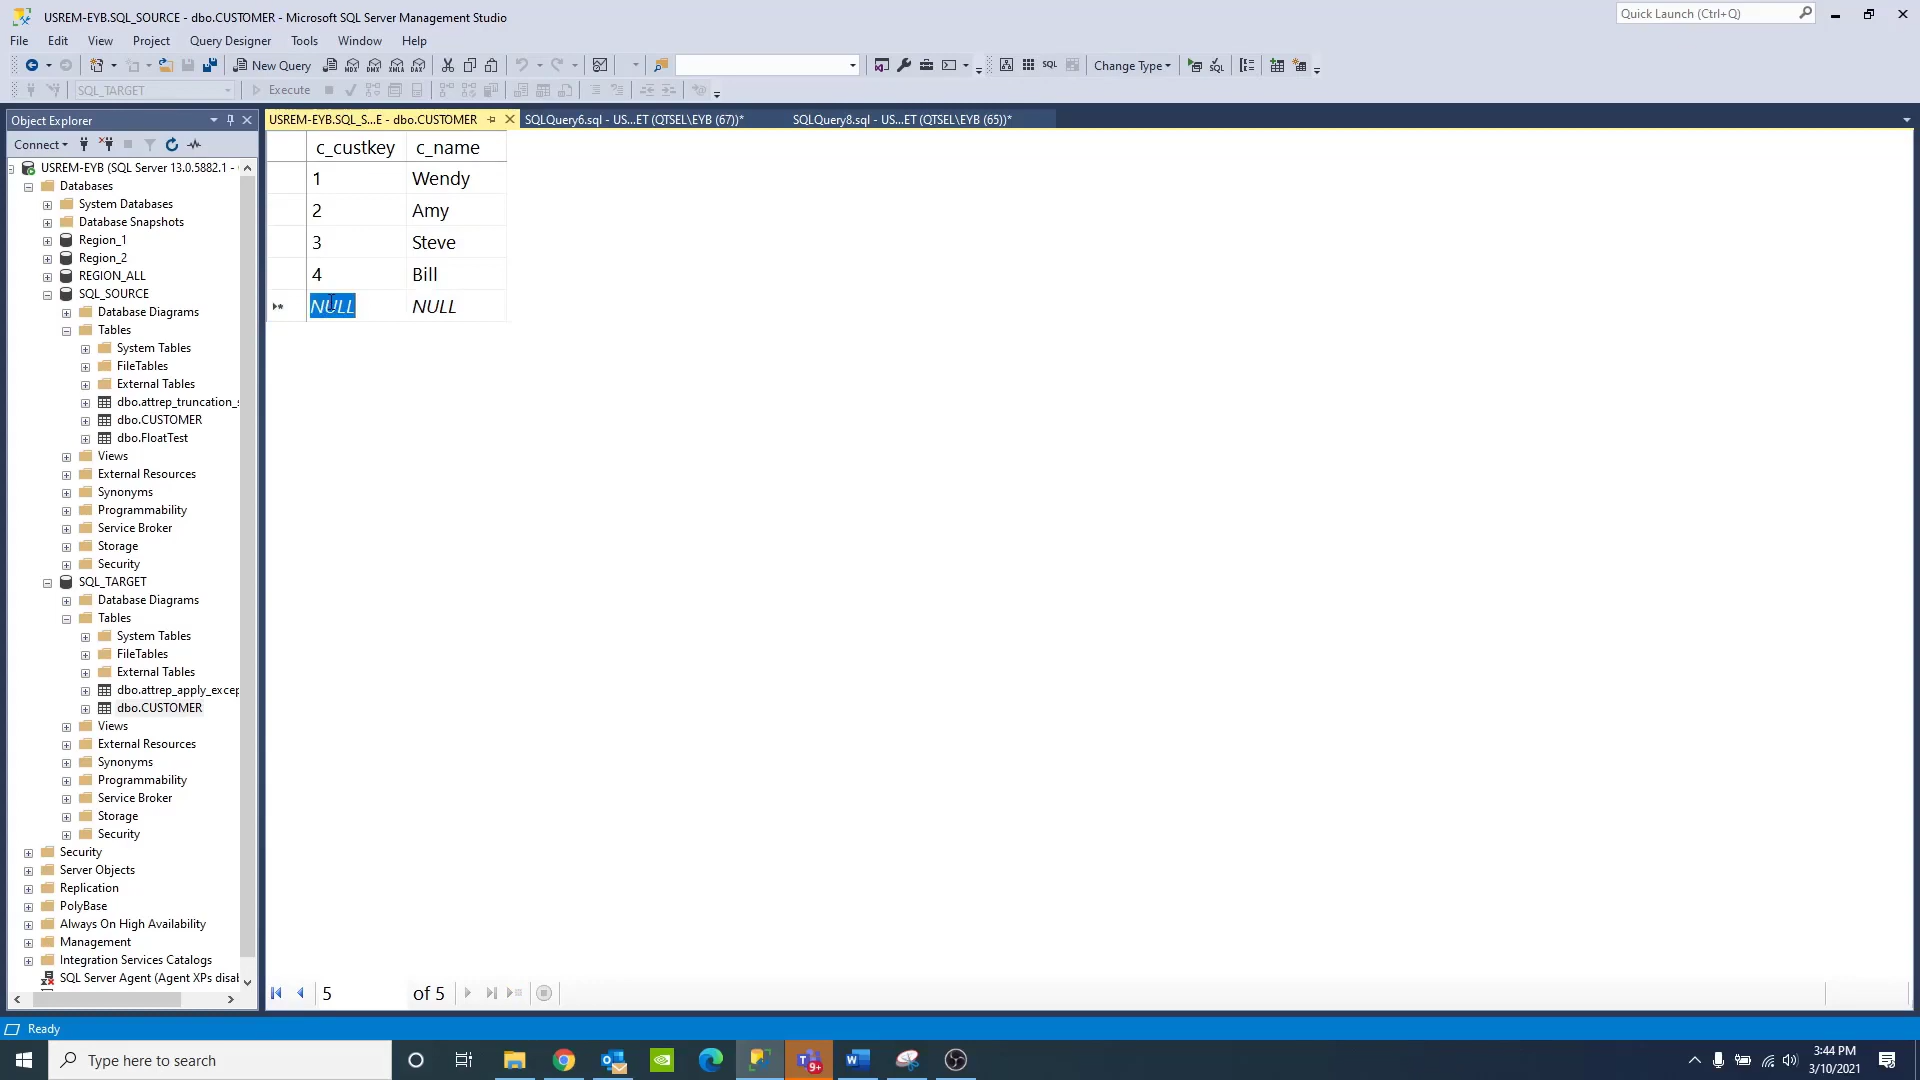 USREM-EYB.SQL_SOURCE - dbo.CUSTOMER - Microsoft SQL Server Management Studio
Quick Launch (Ctrl+Q)
File Edit View Project Query Designer Tools Window Help
New Query MDX DMX XMLA DAX SQL Change Type
SQL_TARGET Execute
Object Explorer
USREM-EYB.SQL_S...E - dbo.CUSTOMER SQLQuery6.sql - US...ET (QTSEL\EYB (67))* SQLQuery8.sql - US...ET (QTSEL\EYB (65))*
Connect
USREM-EYB (SQL Server 13.0.5882.1 -
Databases
System Databases
Database Snapshots
Region_1
Region_2
REGION_ALL
SQL_SOURCE
Database Diagrams
Tables
System Tables
FileTables
External Tables
dbo.attrep_truncation_s
dbo.CUSTOMER
dbo.FloatTest
Views
External Resources
Synonyms
Programmability
Service Broker
Storage
Security
SQL_TARGET
Database Diagrams
Tables
System Tables
FileTables
External Tables
dbo.attrep_apply_excep
dbo.CUSTOMER
Views
External Resources
Synonyms
Programmability
Service Broker
Storage
Security
Security
Server Objects
Replication
PolyBase
Always On High Availability
Management
Integration Services Catalogs
SQL Server Agent (Agent XPs disab
c_custkey c_name
1 Wendy
2 Amy
3 Steve
4 Bill
NULL NULL
5 of 5
Ready
Type here to search
9+
3:44 PM
3/10/2021